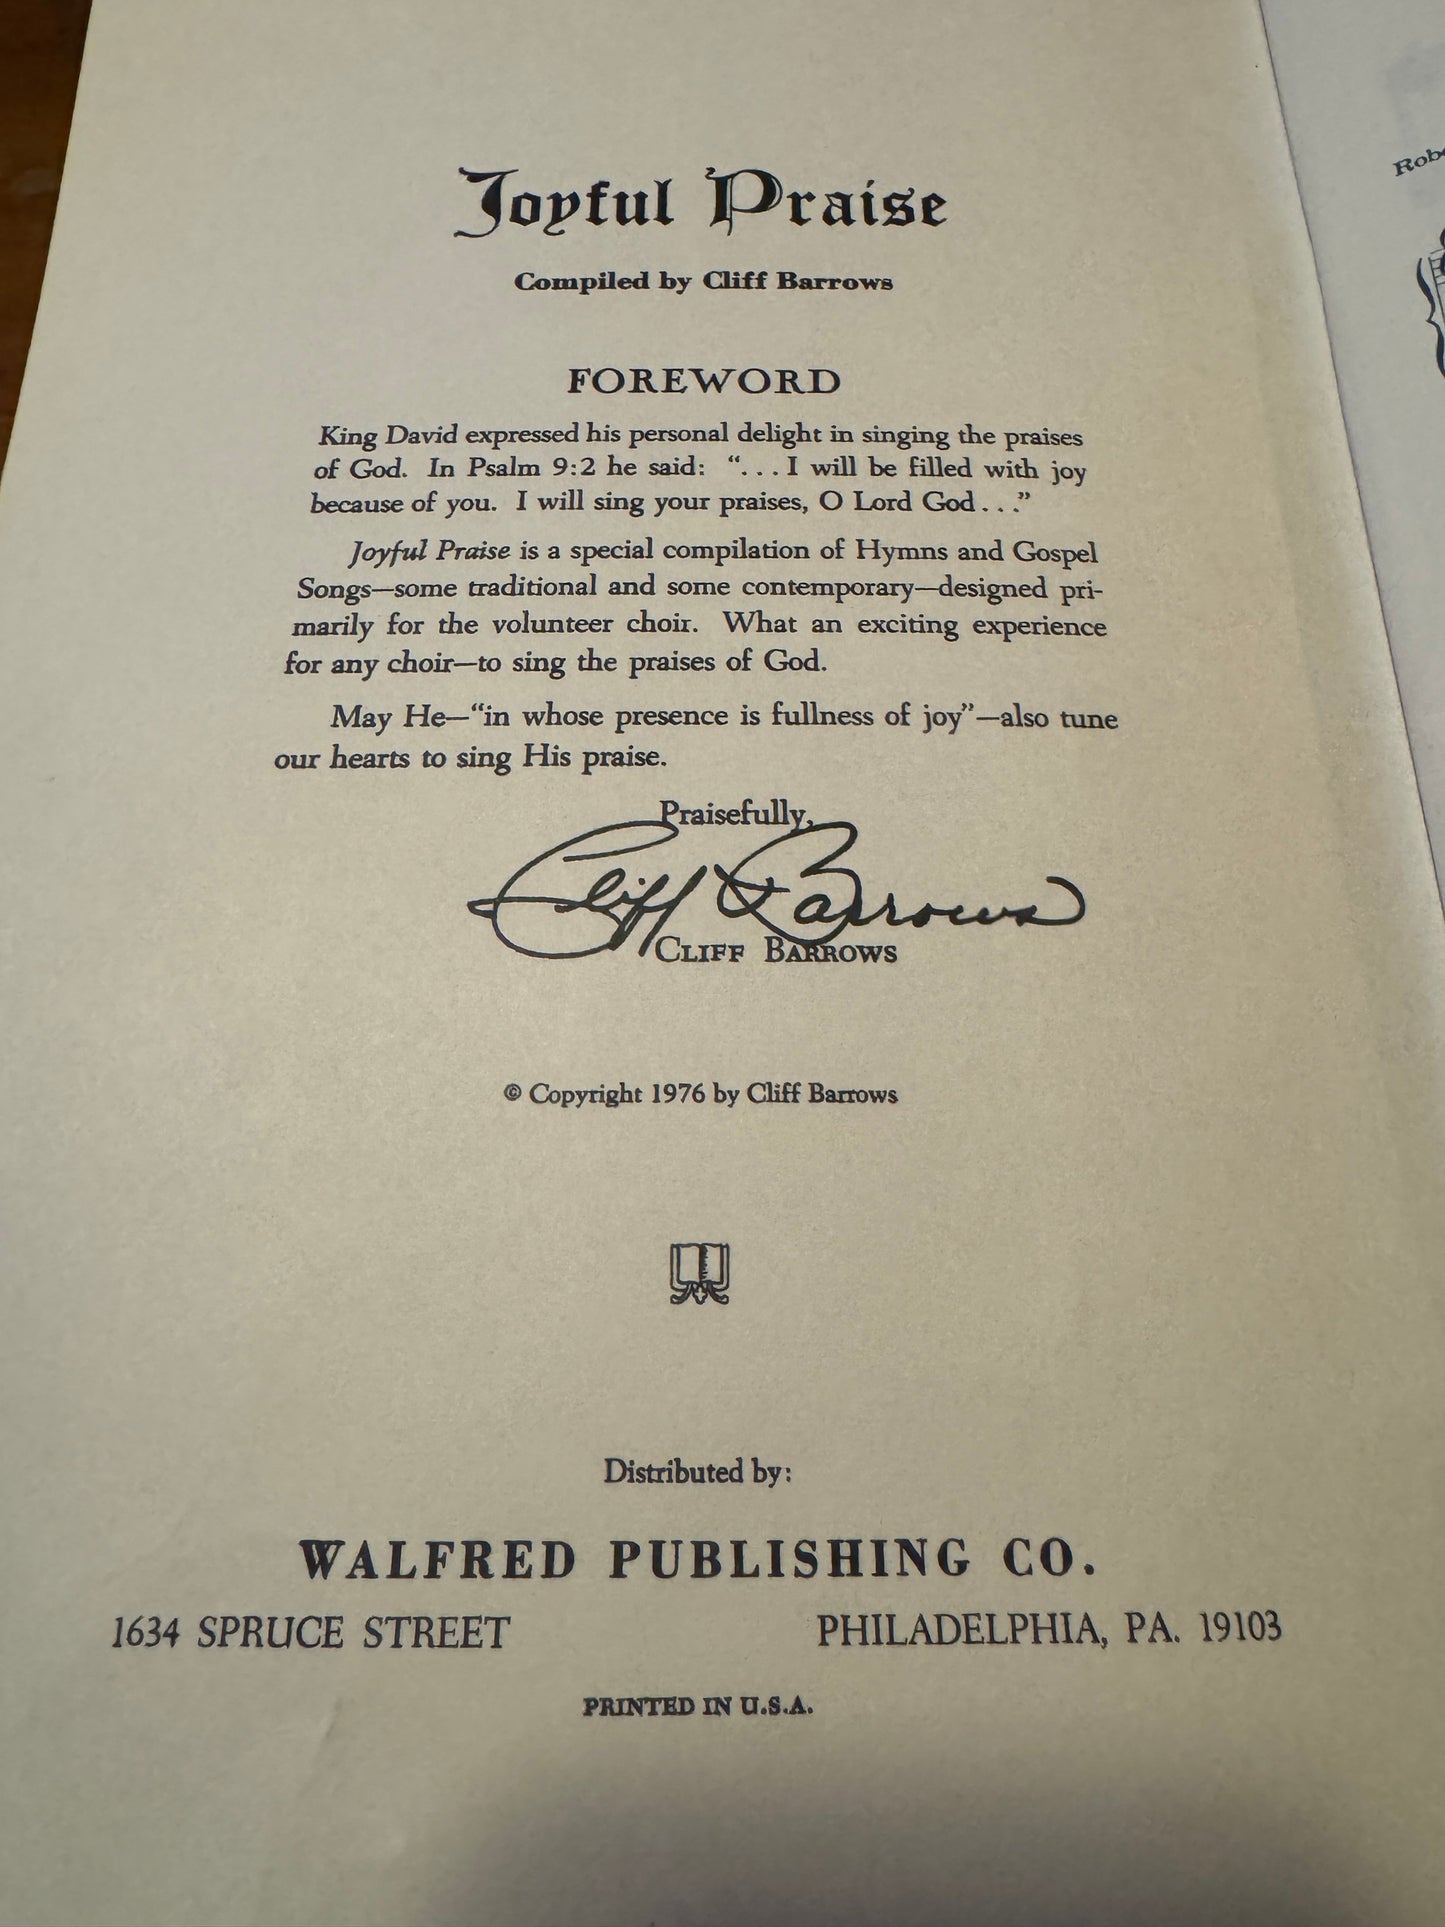 Joyful Praise
Compiled by Cliff Barrows
FOREWORD
King David expressed his personal delight in singing the praises
of God. In Psalm 9:2 he said: “. . . I will be filled with joy
because of you. I will sing your praises, O Lord God . . .”
Joyful Praise is a special compilation of Hymns and Gospel
Songs—some traditional and some contemporary—designed pri-
marily for the volunteer choir. What an exciting experience
for any choir—to sing the praises of God.
May He—“in whose presence is fullness of joy”—also tune
our hearts to sing His praise.
Praisefully,
Cliff Barrows
CLIFF BARROWS
© Copyright 1976 by Cliff Barrows
Distributed by:
WALFRED PUBLISHING CO.
1634 SPRUCE STREET PHILADELPHIA, PA. 19103
PRINTED IN U.S.A.